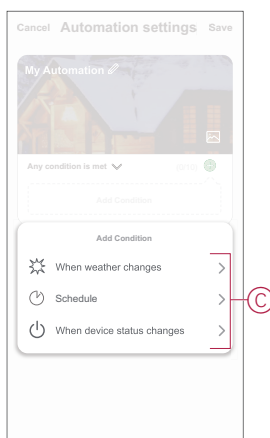 Cancel Automation settings Save
My Automation
Any condition is met
Add Condition
Add Condition
When weather changes
Schedule
When device status changes
C